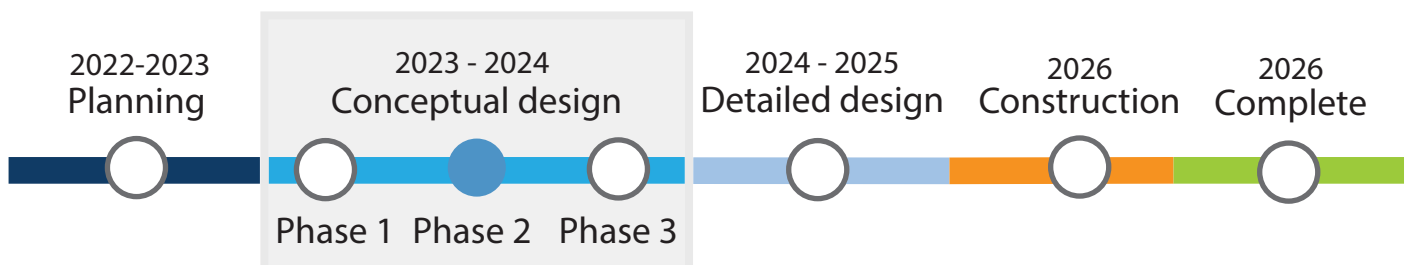 2022-2023
Planning
2023 - 2024
Conceptual design
Phase 1
Phase 2
Phase 3
2024 - 2025
Detailed design
2026
Construction
2026
Complete